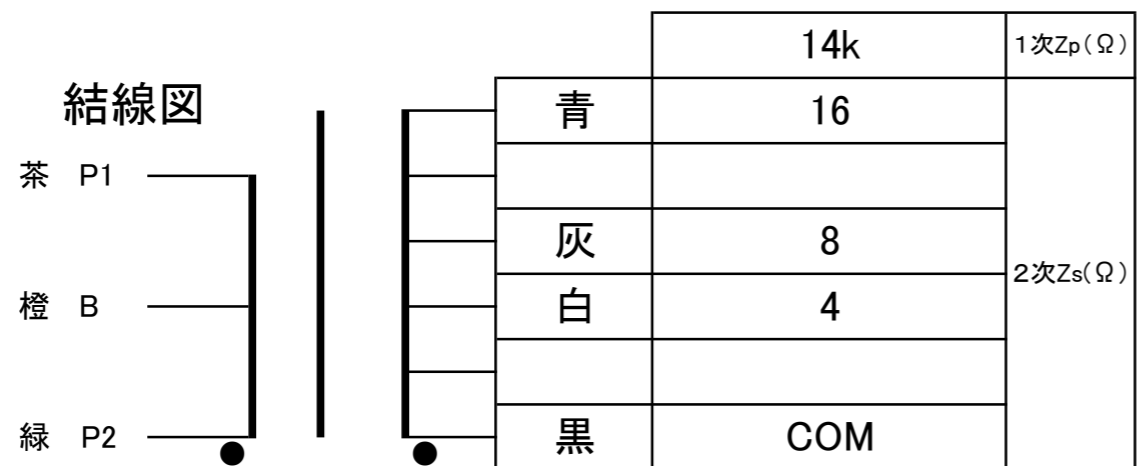 14k 1次Zp(Ω)
結線図
青 16
茶 P1
灰 8
2次Zs(Ω)
橙 B 白 4
緑 P2 黒 COM